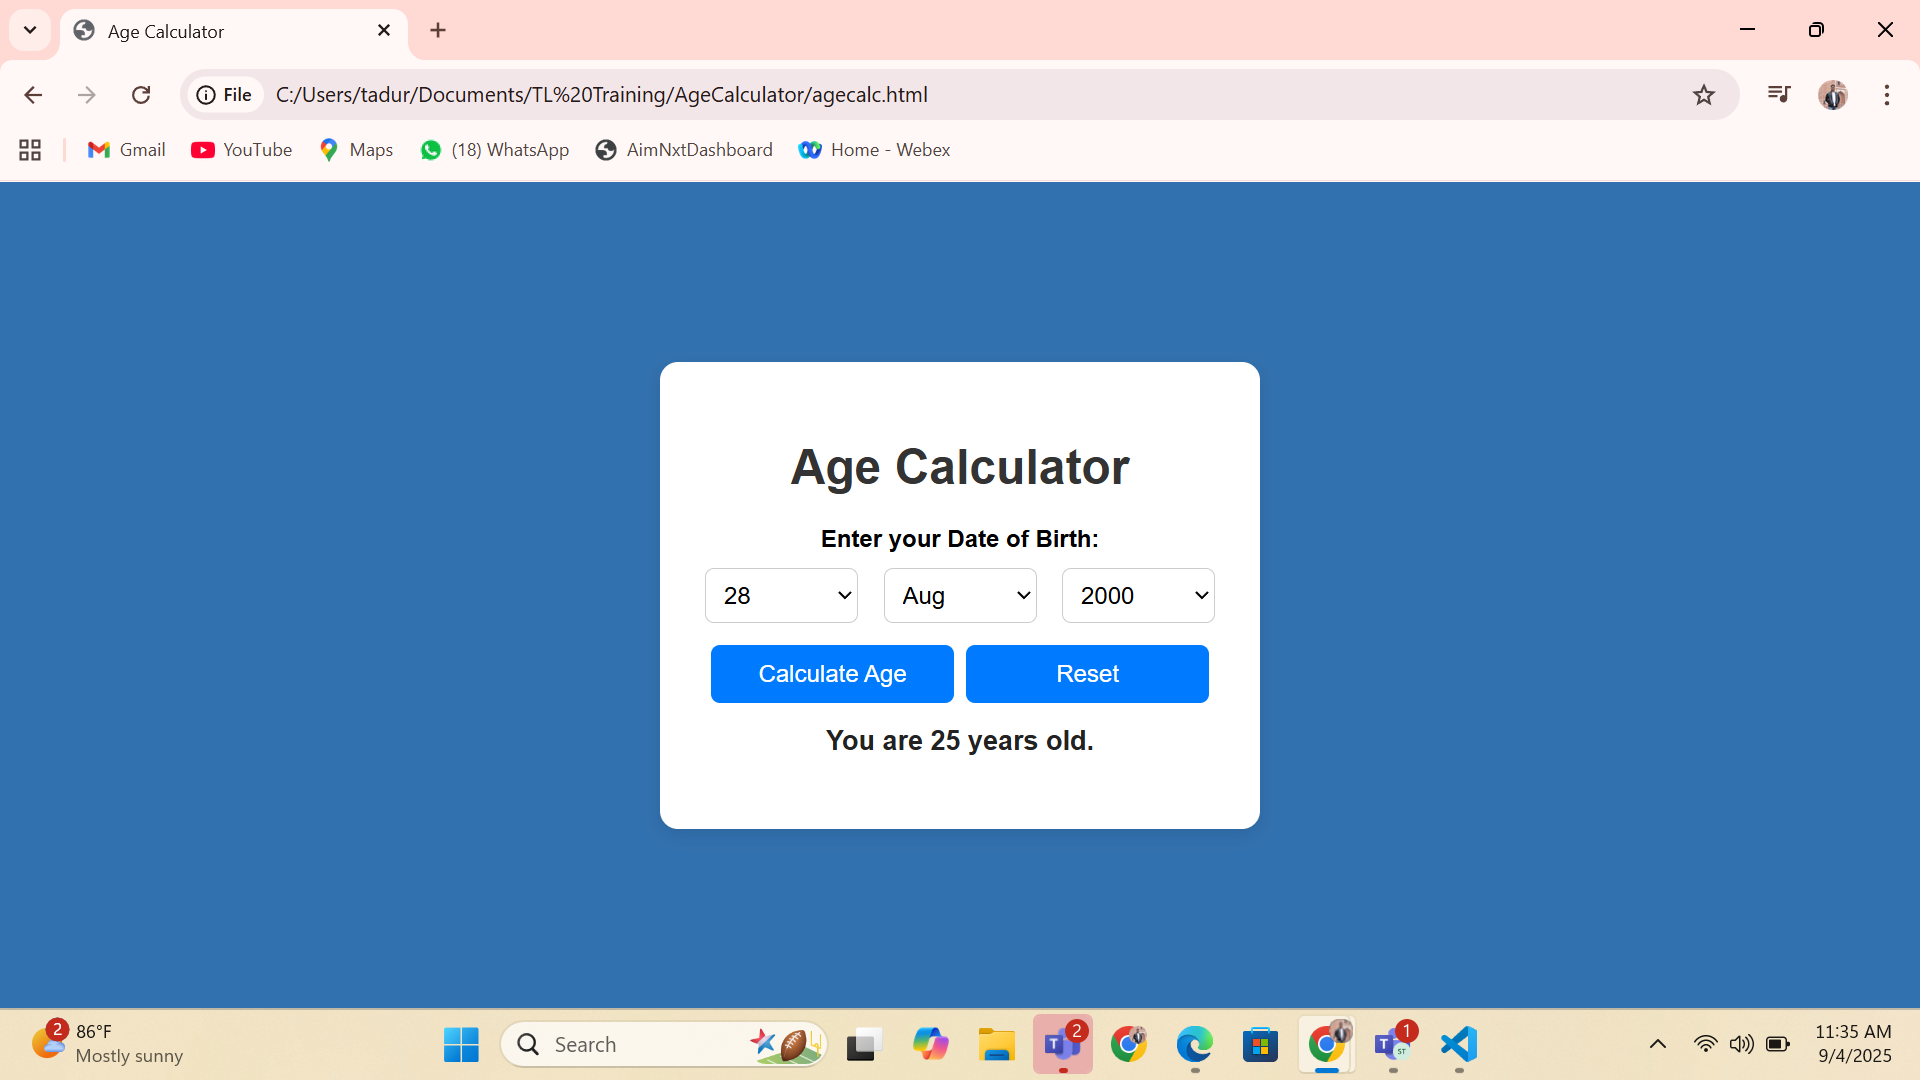 Age Calculator
File
C:/Users/tadur/Documents/TL%20Training/AgeCalculator/agecalc.html
Gmail
YouTube
Maps
(18) WhatsApp
AimNxtDashboard
Home - Webex
Age Calculator
Enter your Date of Birth:
28
Aug
2000
Calculate Age
Reset
You are 25 years old.
2
86°F
Mostly sunny
Search
T
2
T
ST
1
11:35 AM
9/4/2025